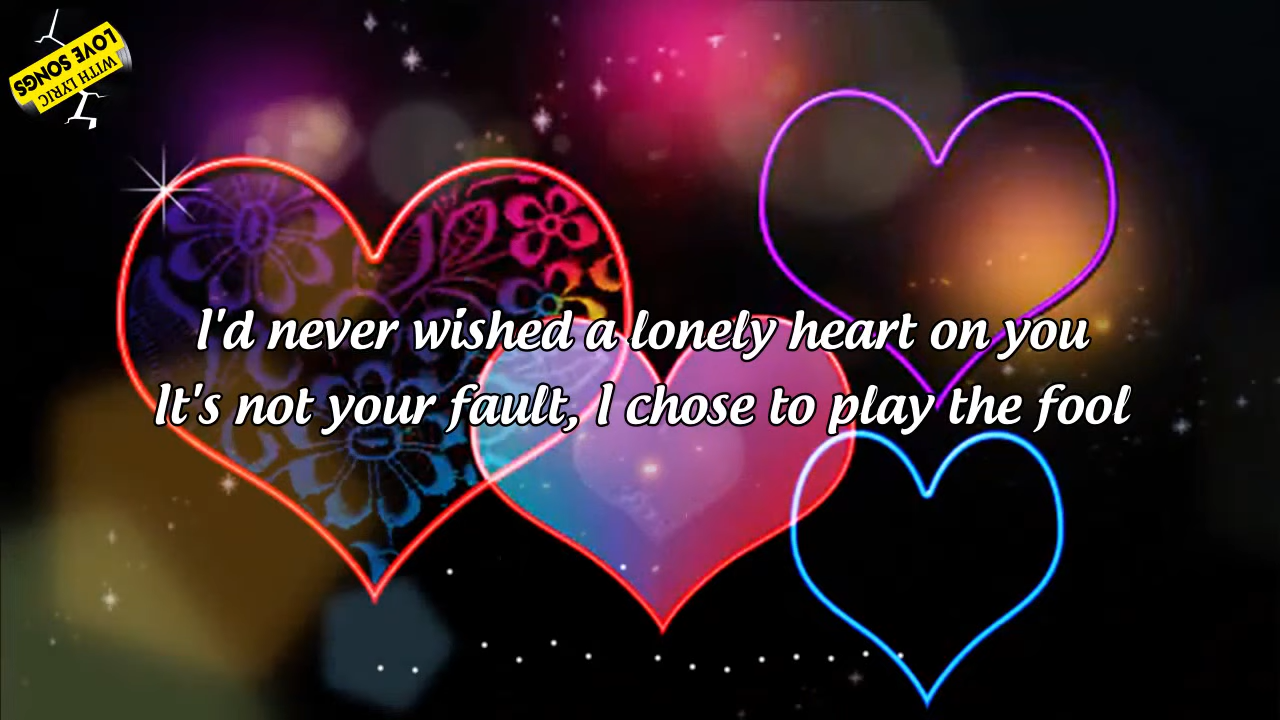 LOVE SONGS
WITH LYRIC
I'd never wished a lonely heart on you
It's not your fault, I chose to play the fool